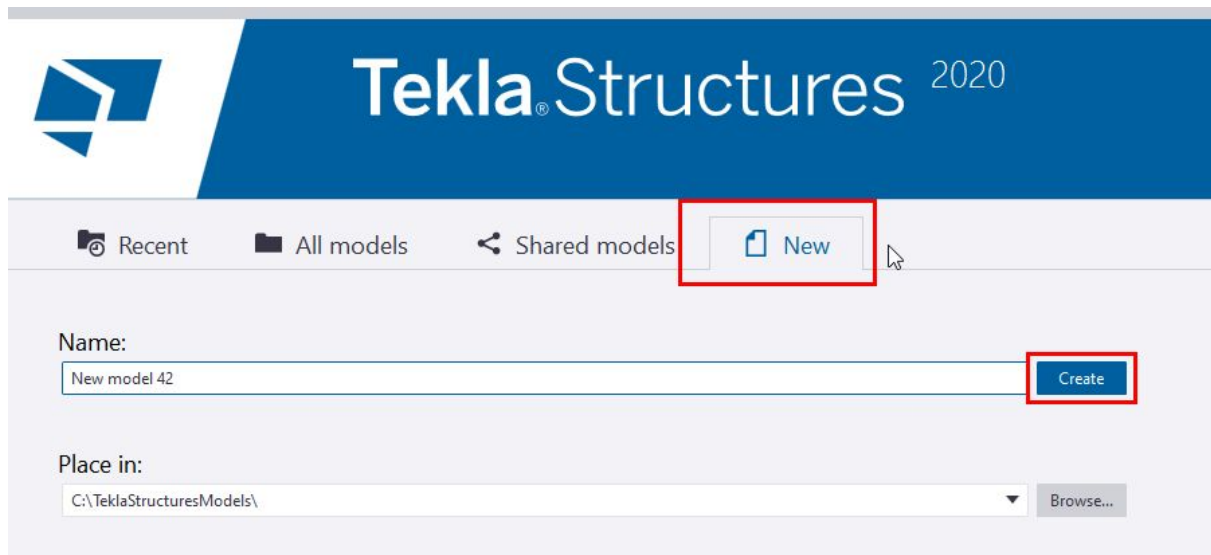 Tekla® Structures 2020
Recent All models Shared models New
Name:
New model 42 Create
Place in:
C:\TeklaStructuresModels\ Browse...